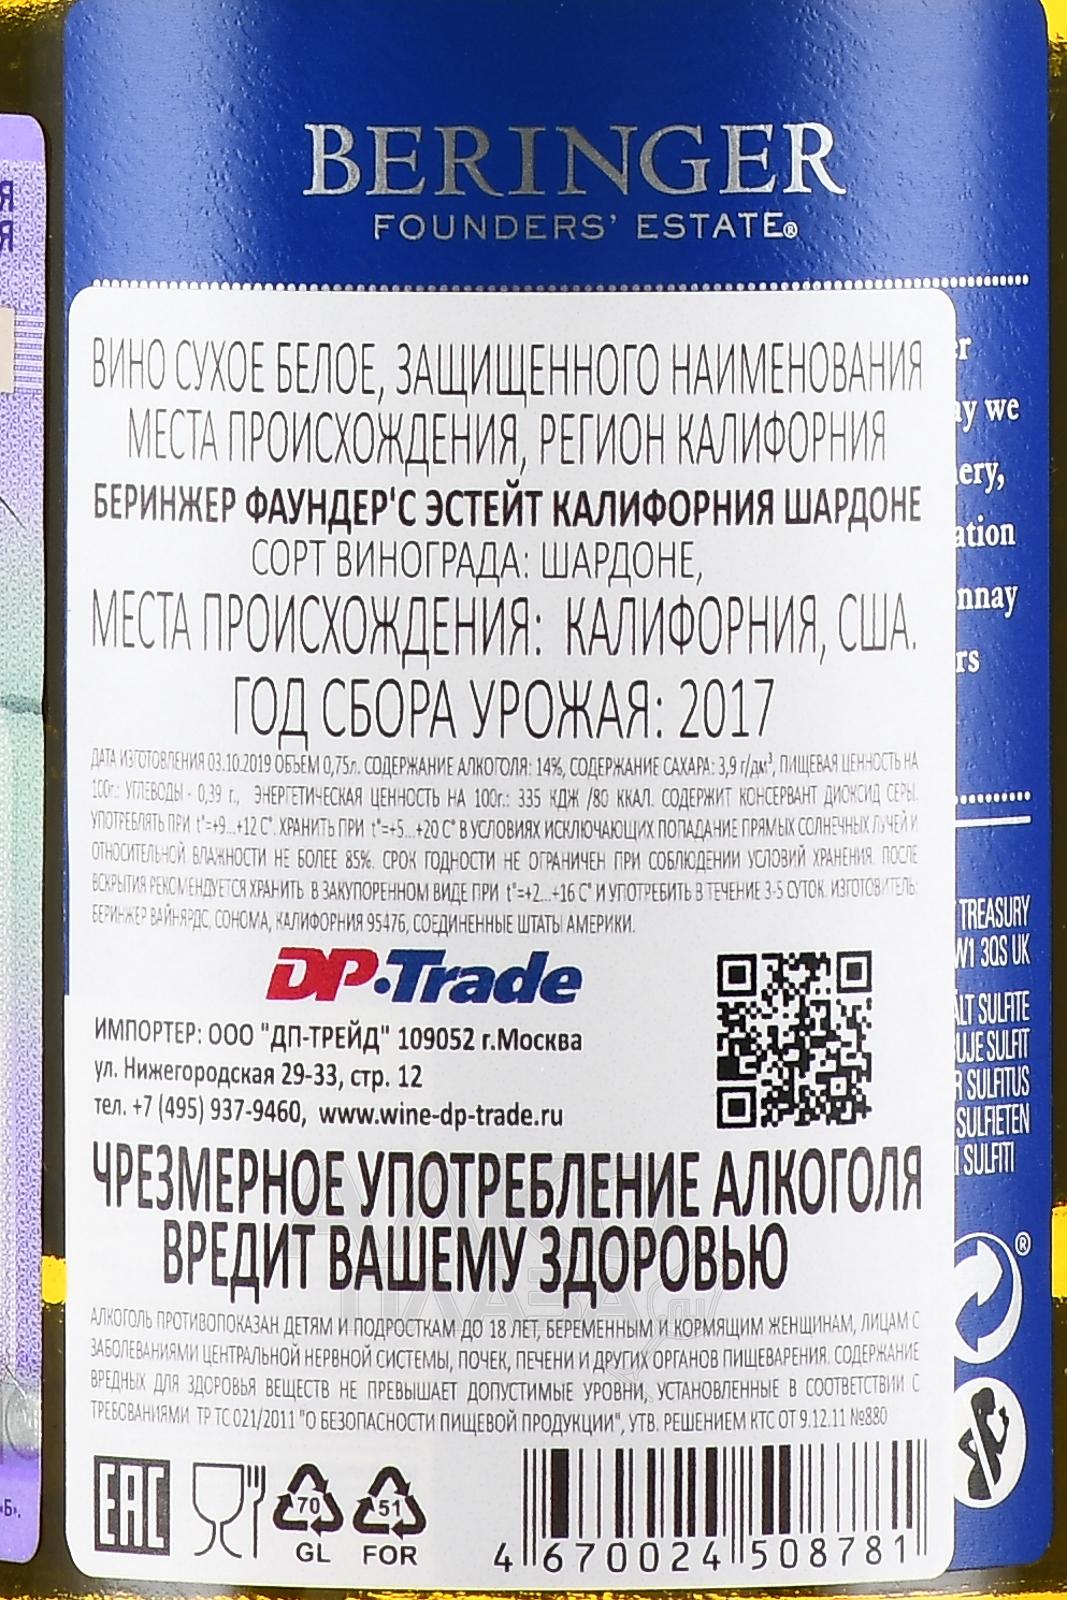 BERINGER
FOUNDERS' ESTATE®
ВИНО СУХОЕ БЕЛОЕ, ЗАЩИЩЕННОГО НАИМЕНОВАНИЯ
МЕСТА ПРОИСХОЖДЕНИЯ, РЕГИОН КАЛИФОРНИЯ
БЕРИНЖЕР ФАУНДЕР'С ЭСТЕЙТ КАЛИФОРНИЯ ШАРДОНЕ
СОРТ ВИНОГРАДА: ШАРДОНЕ,
МЕСТА ПРОИСХОЖДЕНИЯ: КАЛИФОРНИЯ, США.
ГОД СБОРА УРОЖАЯ: 2017
ДАТА ИЗГОТОВЛЕНИЯ 03.10.2019 ОБЪЕМ 0,75л. СОДЕРЖАНИЕ АЛКОГОЛЯ: 14%, СОДЕРЖАНИЕ САХАРА: 3,9 г/дм³, ПИЩЕВАЯ ЦЕННОСТЬ НА
100г.: УГЛЕВОДЫ - 0,39 г., ЭНЕРГЕТИЧЕСКАЯ ЦЕННОСТЬ НА 100г.: 335 КДЖ /80 ККАЛ. СОДЕРЖИТ КОНСЕРВАНТ ДИОКСИД СЕРЫ.
УПОТРЕБЛЯТЬ ПРИ t°=+9...+12 С°. ХРАНИТЬ ПРИ t°=+5...+20 С° В УСЛОВИЯХ ИСКЛЮЧАЮЩИХ ПОПАДАНИЕ ПРЯМЫХ СОЛНЕЧНЫХ ЛУЧЕЙ И
ОТНОСИТЕЛЬНОЙ ВЛАЖНОСТИ НЕ БОЛЕЕ 85%. СРОК ГОДНОСТИ НЕ ОГРАНИЧЕН ПРИ СОБЛЮДЕНИИ УСЛОВИЙ ХРАНЕНИЯ. ПОСЛЕ
ВСКРЫТИЯ РЕКОМЕНДУЕТСЯ ХРАНИТЬ В ЗАКУПОРЕННОМ ВИДЕ ПРИ t°=+2...+16 С° И УПОТРЕБИТЬ В ТЕЧЕНИЕ 3-5 СУТОК. ИЗГОТОВИТЕЛЬ:
БЕРИНЖЕР ВАЙНЯРДС, СОНОМА, КАЛИФОРНИЯ 95476, СОЕДИНЕННЫЕ ШТАТЫ АМЕРИКИ.
DP·Trade
ИМПОРТЕР: ООО "ДП-ТРЕЙД" 109052 г.Москва
ул. Нижегородская 29-33, стр. 12
тел. +7 (495) 937-9460, www.wine-dp-trade.ru
ЧРЕЗМЕРНОЕ УПОТРЕБЛЕНИЕ АЛКОГОЛЯ
ВРЕДИТ ВАШЕМУ ЗДОРОВЬЮ
АЛКОГОЛЬ ПРОТИВОПОКАЗАН ДЕТЯМ И ПОДРОСТКАМ ДО 18 ЛЕТ, БЕРЕМЕННЫМ И КОРМЯЩИМ ЖЕНЩИНАМ, ЛИЦАМ С
ЗАБОЛЕВАНИЯМИ ЦЕНТРАЛЬНОЙ НЕРВНОЙ СИСТЕМЫ, ПОЧЕК, ПЕЧЕНИ И ДРУГИХ ОРГАНОВ ПИЩЕВАРЕНИЯ. СОДЕРЖАНИЕ
ВРЕДНЫХ ДЛЯ ЗДОРОВЬЯ ВЕЩЕСТВ НЕ ПРЕВЫШАЕТ ДОПУСТИМЫЕ УРОВНИ, УСТАНОВЛЕННЫЕ В СООТВЕТСТВИИ С
ТРЕБОВАНИЯМИ ТР ТС 021/2011 "О БЕЗОПАСНОСТИ ПИЩЕВОЙ ПРОДУКЦИИ", УТВ. РЕШЕНИЕМ КТС ОТ 9.12.11 №880
EAC
70
GL
51
FOR
4 670024 508781
we
TREASURY
3QS UK
SULFITE
SULFIT
SULFITUS
SULFIETEN
SULFITI
®